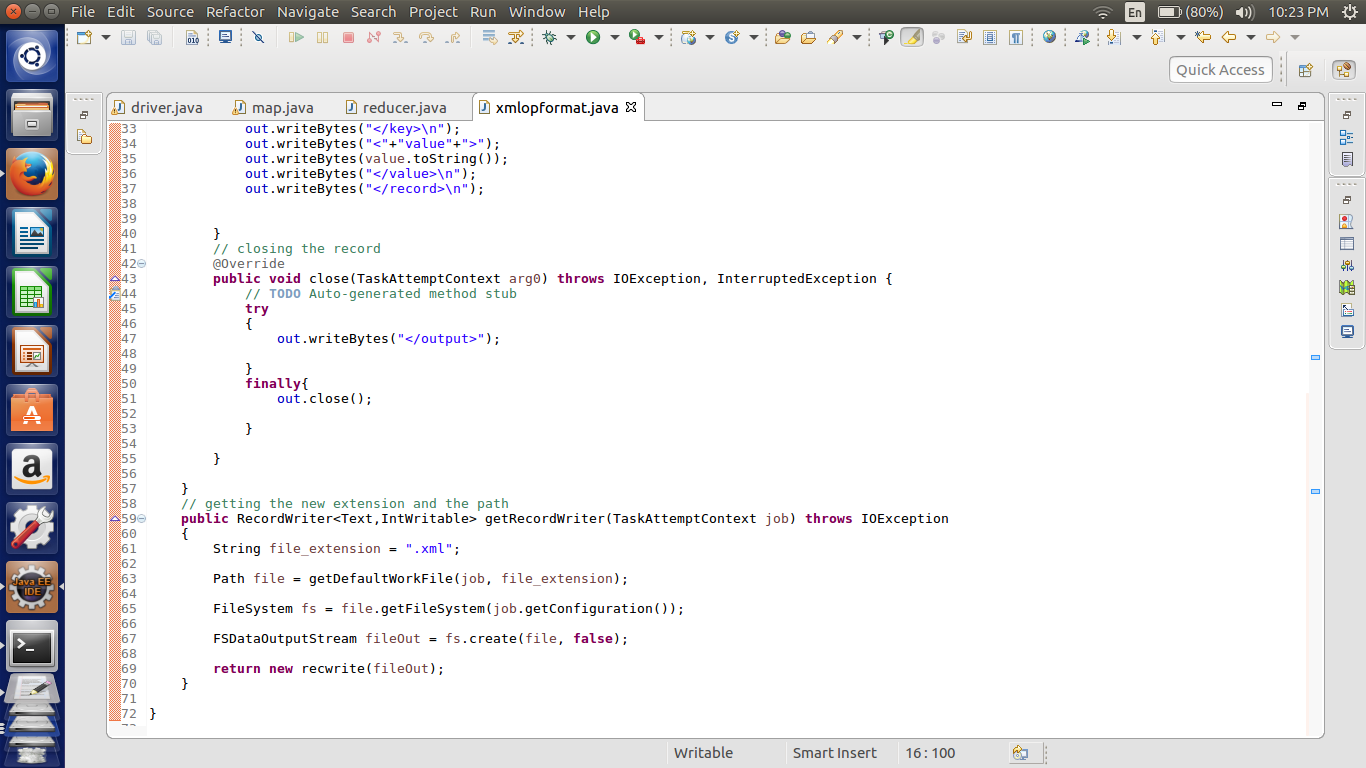 File Edit Source Refactor Navigate Search Project Run Window Help
En (80%) 10:23 PM
Quick Access
driver.java map.java reducer.java xmlopformat.java
33 out.writeBytes("</key>\n");
34 out.writeBytes("<"+"value"+">");
35 out.writeBytes(value.toString());
36 out.writeBytes("</value>\n");
37 out.writeBytes("</record>\n");
38
39
40 }
41 // closing the record
42 @Override
43 public void close(TaskAttemptContext arg0) throws IOException, InterruptedException {
44 // TODO Auto-generated method stub
45 try
46 {
47 out.writeBytes("</output>");
48
49 }
50 finally{
51 out.close();
52
53 }
54
55 }
56
57 }
58 // getting the new extension and the path
59 public RecordWriter<Text,IntWritable> getRecordWriter(TaskAttemptContext job) throws IOException
60 {
61 String file_extension = ".xml";
62
63 Path file = getDefaultWorkFile(job, file_extension);
64
65 FileSystem fs = file.getFileSystem(job.getConfiguration());
66
67 FSDataOutputStream fileOut = fs.create(file, false);
68
69 return new recwrite(fileOut);
70 }
71
72 }
Java EE
IDE
Writable Smart Insert 16 : 100